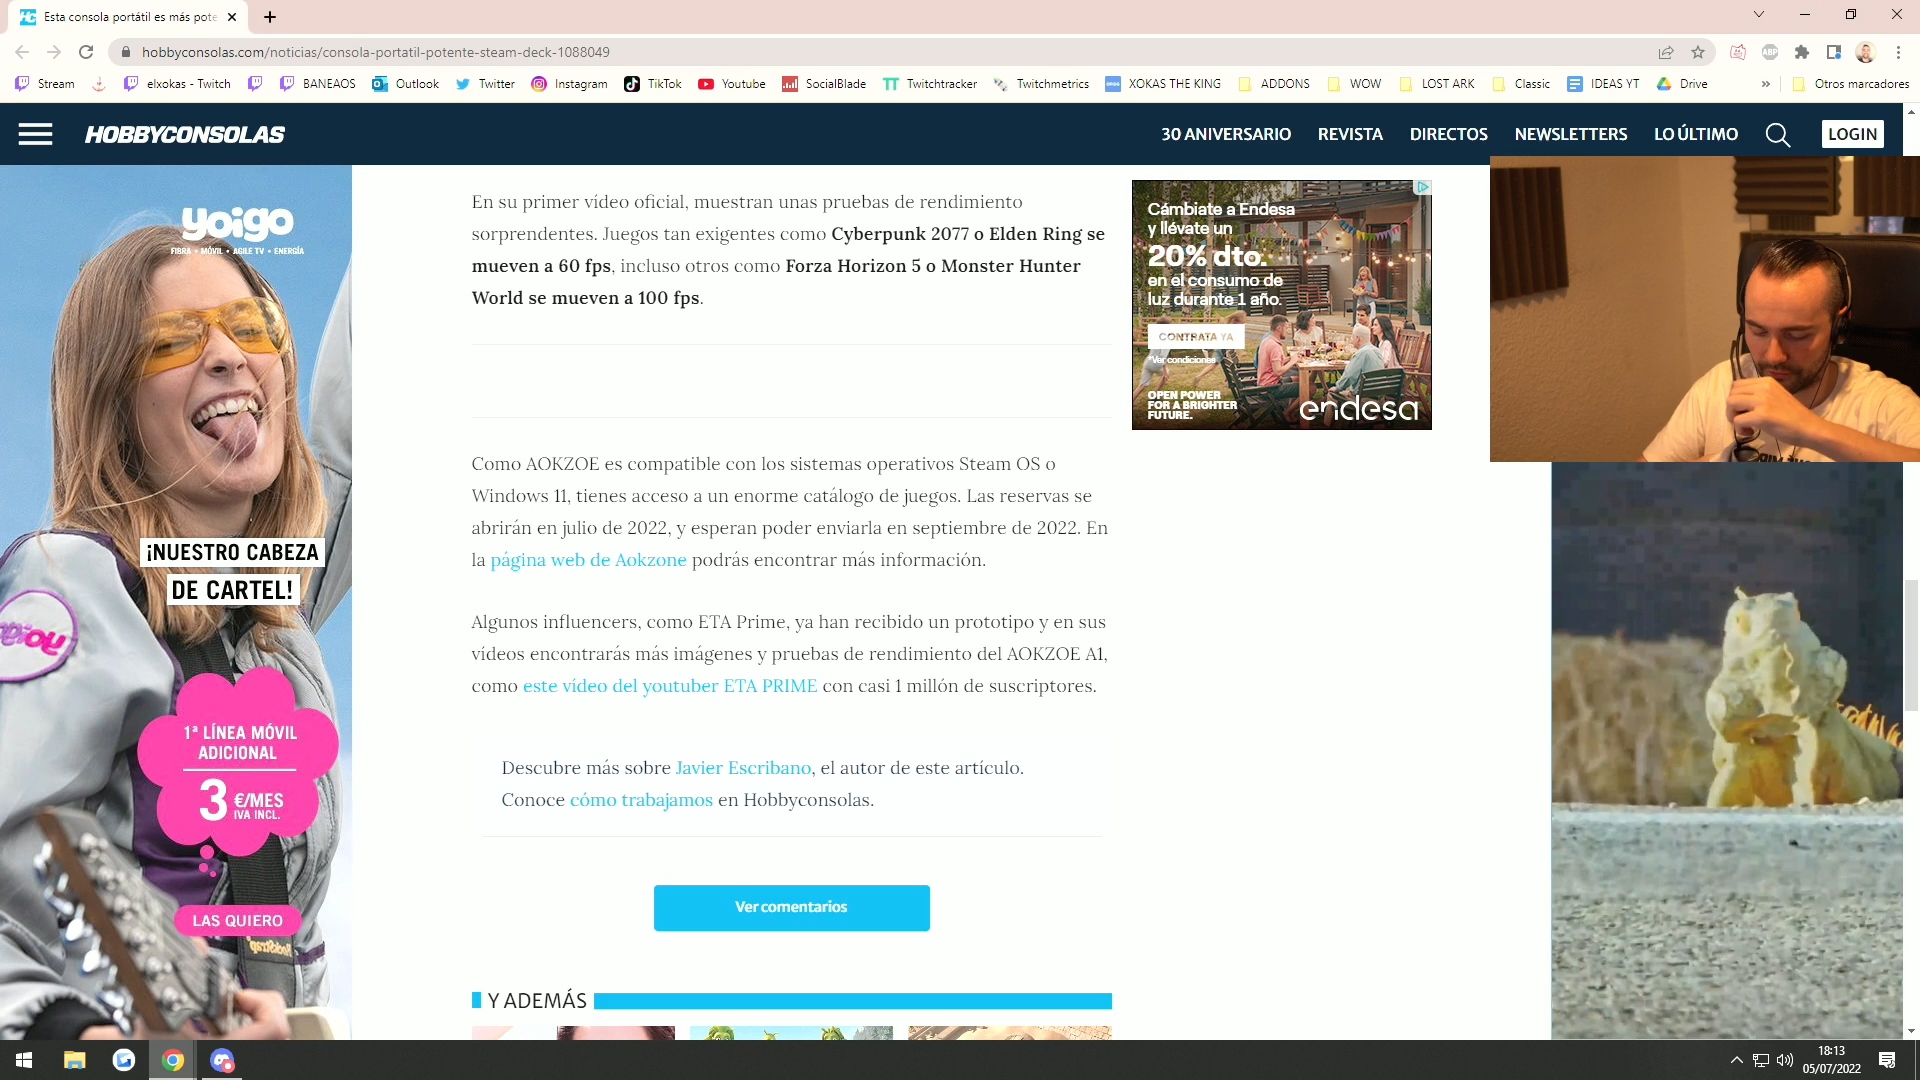 Esta consola portátil es más pote
hobbyconsolas.com/noticias/consola-portatil-potente-steam-deck-1088049
Stream
elxokas - Twitch
BANEAOS
Outlook
Twitter
Instagram
TikTok
Youtube
SocialBlade
Twitchtracker
Twitchmetrics
XOKAS THE KING
ADDONS
WOW
LOST ARK
Classic
IDEAS YT
Drive
»
Otros marcadores
HOBBYCONSOLAS
30 ANIVERSARIO
REVISTA
DIRECTOS
NEWSLETTERS
LO ÚLTIMO
LOGIN
yoigo
FIBRA • MÓVIL • AGILE TV • ENERGÍA
¡NUESTRO CABEZA
DE CARTEL!
1ª LÍNEA MÓVIL
ADICIONAL
3 €/MES
IVA INCL.
LAS QUIERO
En su primer vídeo oficial, muestran unas pruebas de rendimiento
sorprendentes. Juegos tan exigentes como Cyberpunk 2077 o Elden Ring se
mueven a 60 fps, incluso otros como Forza Horizon 5 o Monster Hunter
World se mueven a 100 fps.
Como AOKZOE es compatible con los sistemas operativos Steam OS o
Windows 11, tienes acceso a un enorme catálogo de juegos. Las reservas se
abrirán en julio de 2022, y esperan poder enviarla en septiembre de 2022. En
la página web de Aokzone podrás encontrar más información.
Algunos influencers, como ETA Prime, ya han recibido un prototipo y en sus
vídeos encontrarás más imágenes y pruebas de rendimiento del AOKZOE A1,
como este vídeo del youtuber ETA PRIME con casi 1 millón de suscriptores.
Descubre más sobre Javier Escribano, el autor de este artículo.
Conoce cómo trabajamos en Hobbyconsolas.
Ver comentarios
Y ADEMÁS
Cámbiate a Endesa
y llévate un
20% dto.
en el consumo de
luz durante 1 año.
CONTRATA YA
*Ver condiciones
OPEN POWER
FOR A BRIGHTER
FUTURE.
endesa
18:13
05/07/2022